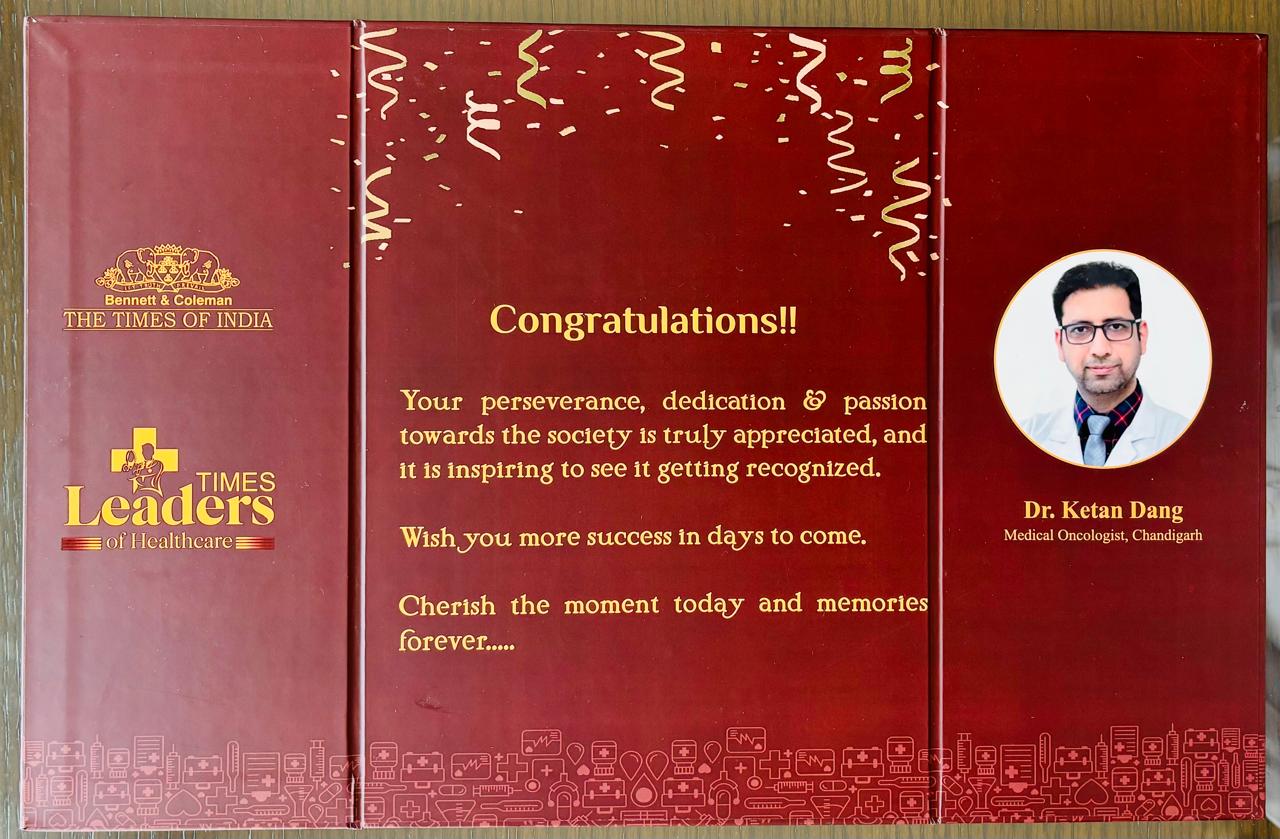 Bennett & Coleman
THE TIMES OF INDIA
TIMES
Leaders
of Healthcare
Congratulations!!
Your perseverance, dedication & passion
towards the society is truly appreciated, and
it is inspiring to see it getting recognized.
Wish you more success in days to come.
Cherish the moment today and memories
forever.....
Dr. Ketan Dang
Medical Oncologist, Chandigarh